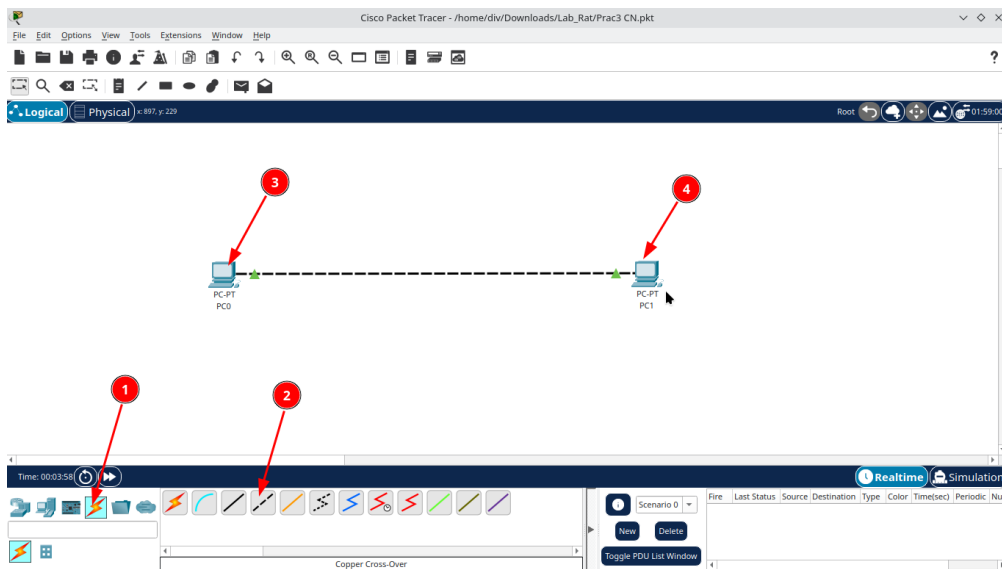 Cisco Packet Tracer - /home/div/Downloads/Lab_Rat/Prac3 CN.pkt
File Edit Options View Tools Extensions Window Help
?
Logical Physical x: 897, y: 229 Root 01:59:00
3
4
PC-PT
PC0
PC-PT
PC1
1
2
Time: 00:03:58 Realtime Simulation
Scenario 0
Fire Last Status Source Destination Type Color Time(sec) Periodic Nu
New Delete
Toggle PDU List Window
Copper Cross-Over